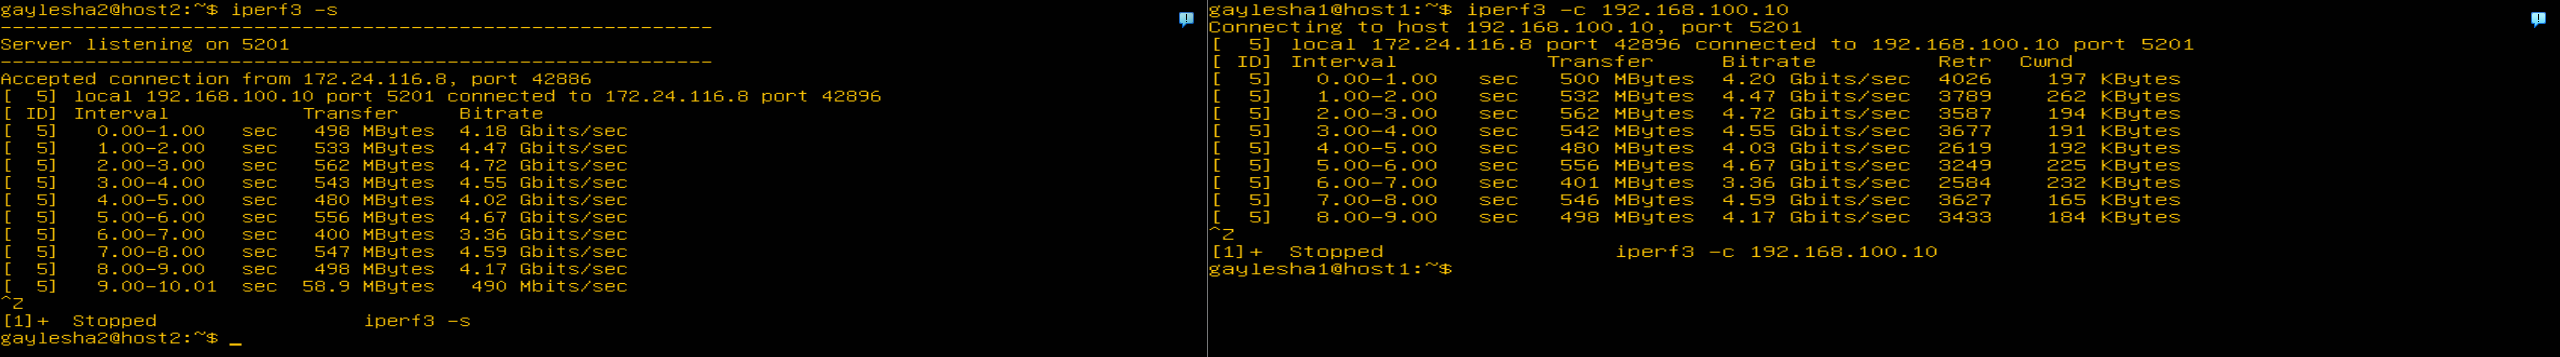 gaylesha2@host2:~$ iperf3 -s
-----------------------------------------------------------
Server listening on 5201
-----------------------------------------------------------
Accepted connection from 172.24.116.8, port 42886
[  5] local 192.168.100.10 port 5201 connected to 172.24.116.8 port 42896
[ ID] Interval           Transfer     Bitrate
[  5]   0.00-1.00   sec   498 MBytes  4.18 Gbits/sec
[  5]   1.00-2.00   sec   533 MBytes  4.47 Gbits/sec
[  5]   2.00-3.00   sec   562 MBytes  4.72 Gbits/sec
[  5]   3.00-4.00   sec   543 MBytes  4.55 Gbits/sec
[  5]   4.00-5.00   sec   480 MBytes  4.02 Gbits/sec
[  5]   5.00-6.00   sec   556 MBytes  4.67 Gbits/sec
[  5]   6.00-7.00   sec   400 MBytes  3.36 Gbits/sec
[  5]   7.00-8.00   sec   547 MBytes  4.59 Gbits/sec
[  5]   8.00-9.00   sec   498 MBytes  4.17 Gbits/sec
[  5]   9.00-10.01  sec  58.9 MBytes   490 Mbits/sec
^Z
[1]+  Stopped                 iperf3 -s
gaylesha2@host2:~$ _
gaylesha1@host1:~$ iperf3 -c 192.168.100.10
Connecting to host 192.168.100.10, port 5201
[  5] local 172.24.116.8 port 42896 connected to 192.168.100.10 port 5201
[ ID] Interval           Transfer     Bitrate         Retr  Cwnd
[  5]   0.00-1.00   sec   500 MBytes  4.20 Gbits/sec  4026    197 KBytes
[  5]   1.00-2.00   sec   532 MBytes  4.47 Gbits/sec  3789    262 KBytes
[  5]   2.00-3.00   sec   562 MBytes  4.72 Gbits/sec  3587    194 KBytes
[  5]   3.00-4.00   sec   542 MBytes  4.55 Gbits/sec  3677    191 KBytes
[  5]   4.00-5.00   sec   480 MBytes  4.03 Gbits/sec  2619    192 KBytes
[  5]   5.00-6.00   sec   556 MBytes  4.67 Gbits/sec  3249    225 KBytes
[  5]   6.00-7.00   sec   401 MBytes  3.36 Gbits/sec  2584    232 KBytes
[  5]   7.00-8.00   sec   546 MBytes  4.59 Gbits/sec  3627    165 KBytes
[  5]   8.00-9.00   sec   498 MBytes  4.17 Gbits/sec  3433    184 KBytes
^Z
[1]+  Stopped                 iperf3 -c 192.168.100.10
gaylesha1@host1:~$